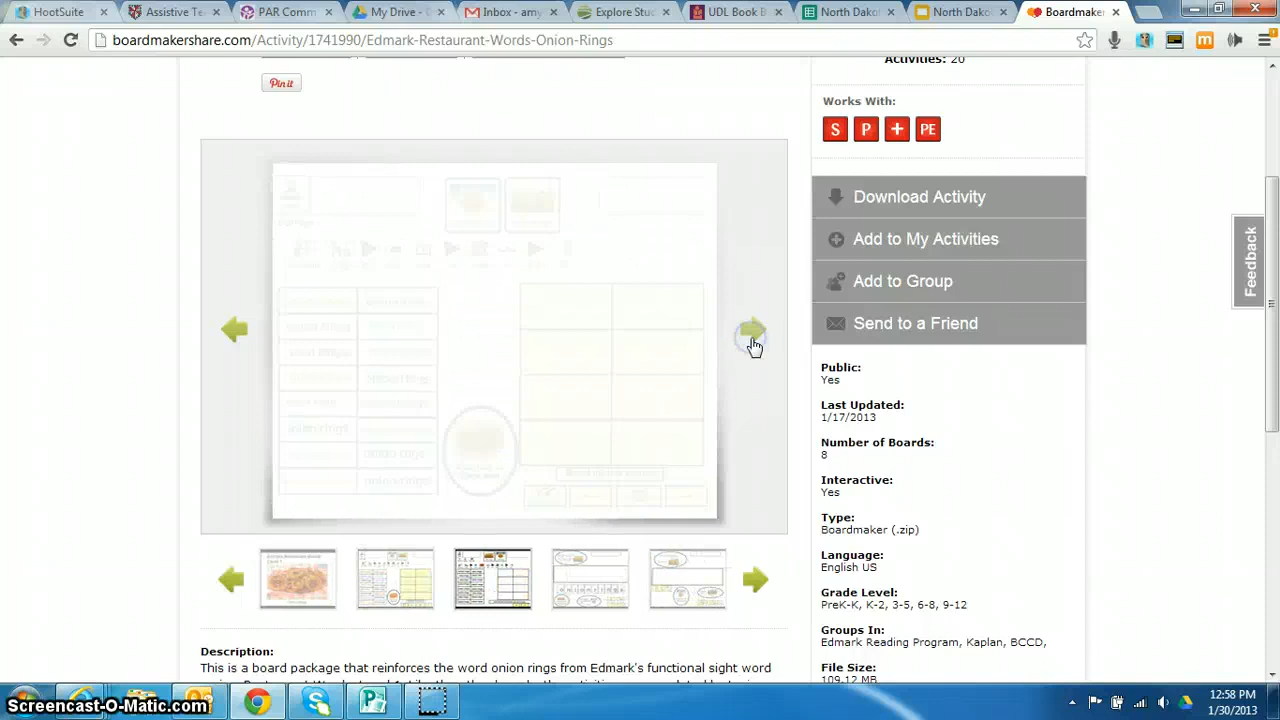 HootSuite
Assistive Te
PAR Comm
My Drive -
Inbox - amy
Explore Stu
UDL Book B
North Dako
North Dako
Boardmaker
boardmakershare.com/Activity/1741990/Edmark-Restaurant-Words-Onion-Rings
Activities: 20
Pin it
Works With:
S P + PE
Download Activity
Add to My Activities
Add to Group
Send to a Friend
Feedback
Public:
Yes
Last Updated:
1/17/2013
Number of Boards:
8
Interactive:
Yes
Type:
Boardmaker (.zip)
Language:
English US
Grade Level:
PreK-K, K-2, 3-5, 6-8, 9-12
Groups In:
Edmark Reading Program, Kaplan, BCCD,
File Size:
109.12 MB
Description:
This is a board package that reinforces the word onion rings from Edmark's functional sight word
Screencast-O-Matic.com
12:58 PM
1/30/2013